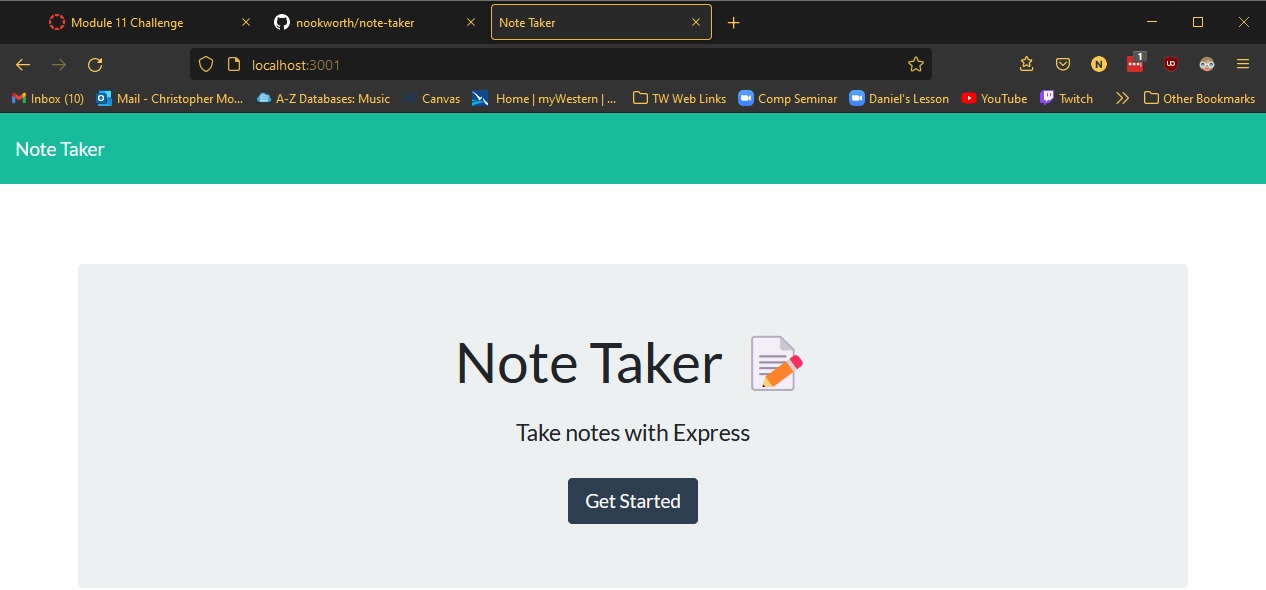 Module 11 Challenge
nookworth/note-taker
Note Taker
localhost:3001
N
1
UD
Inbox (10)
Mail - Christopher Mo...
A-Z Databases: Music
Canvas
Home | myWestern | ...
TW Web Links
Comp Seminar
Daniel's Lesson
YouTube
Twitch
Other Bookmarks
Note Taker
Note Taker
Take notes with Express
Get Started